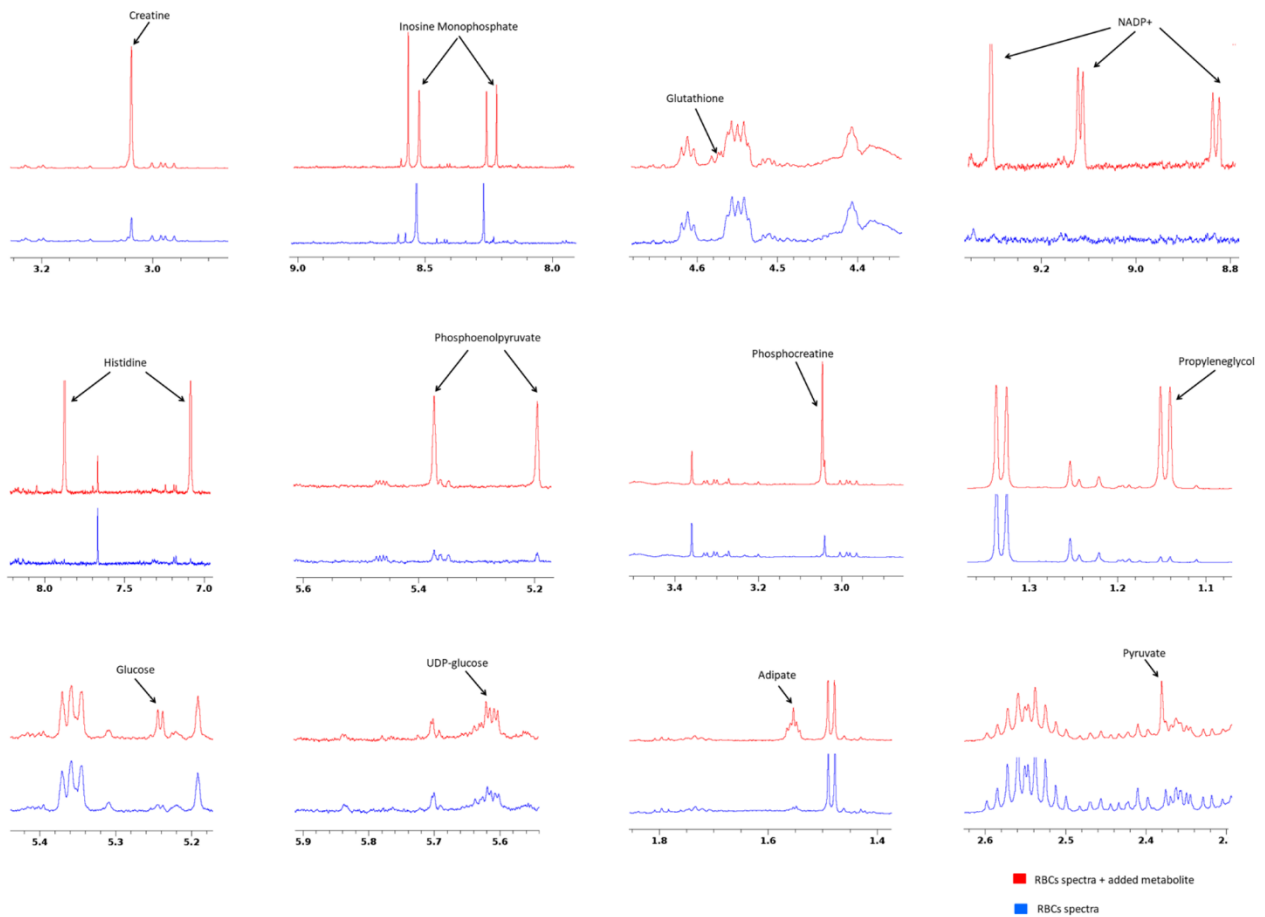 Creatine
Inosine Monophosphate
Glutathione
NADP+
3.2 3.0
9.0 8.5 8.0
4.6 4.5 4.4
9.2 9.0 8.8
Histidine
Phosphoenolpyruvate
Phosphocreatine
Propyleneglycol
8.0 7.5 7.0
5.6 5.4 5.2
3.4 3.2 3.0
1.3 1.2 1.1
Glucose
UDP-glucose
Adipate
Pyruvate
5.4 5.3 5.2
5.9 5.8 5.7 5.6
1.8 1.6 1.4
2.6 2.5 2.4 2.3 2.
RBCs spectra + added metabolite
RBCs spectra